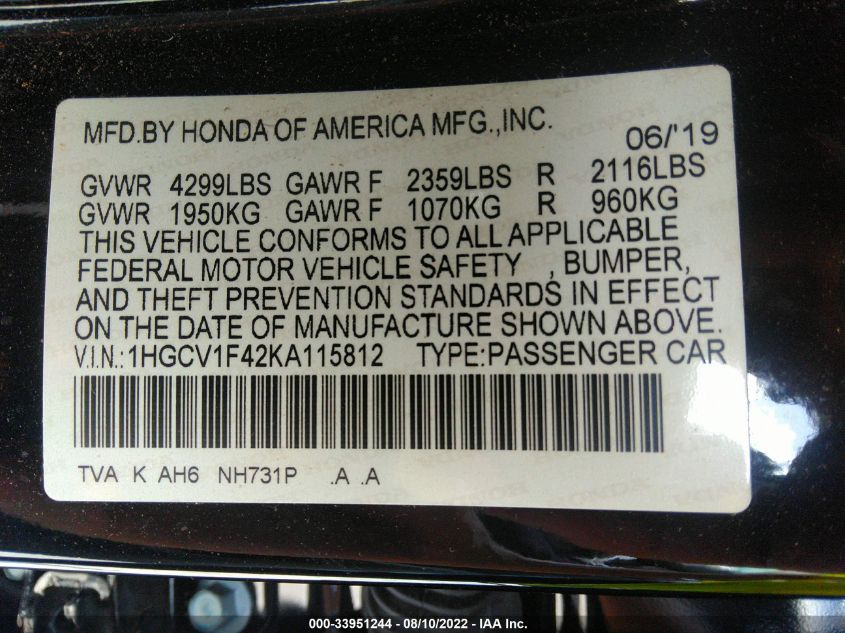 MFD.BY HONDA OF AMERICA MFG.,INC. 06/'19
GVWR 4299LBS GAWR F 2359LBS R 2116LBS
GVWR 1950KG GAWR F 1070KG R 960KG
THIS VEHICLE CONFORMS TO ALL APPLICABLE
FEDERAL MOTOR VEHICLE SAFETY , BUMPER,
AND THEFT PREVENTION STANDARDS IN EFFECT
ON THE DATE OF MANUFACTURE SHOWN ABOVE.
V.I.N.:1HGCV1F42KA115812 TYPE:PASSENGER CAR
TVA K AH6 NH731P .A .A
000-33951244 - 08/10/2022 - IAA Inc.